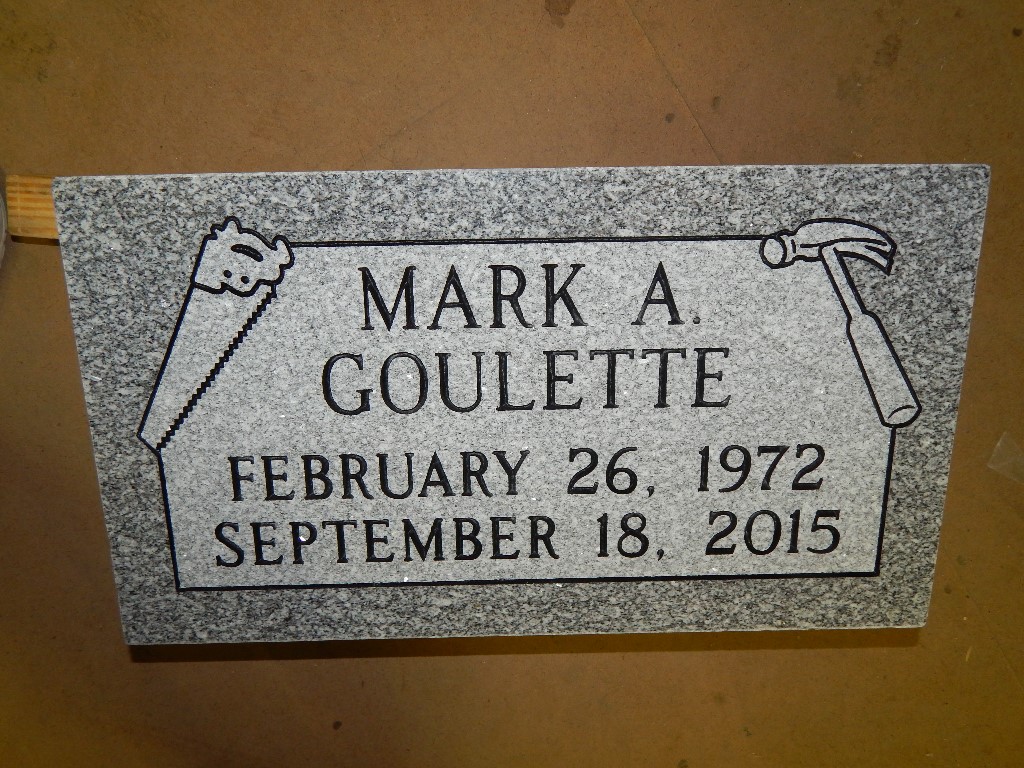 MARK A.
GOULETTE
FEBRUARY 26, 1972
SEPTEMBER 18, 2015